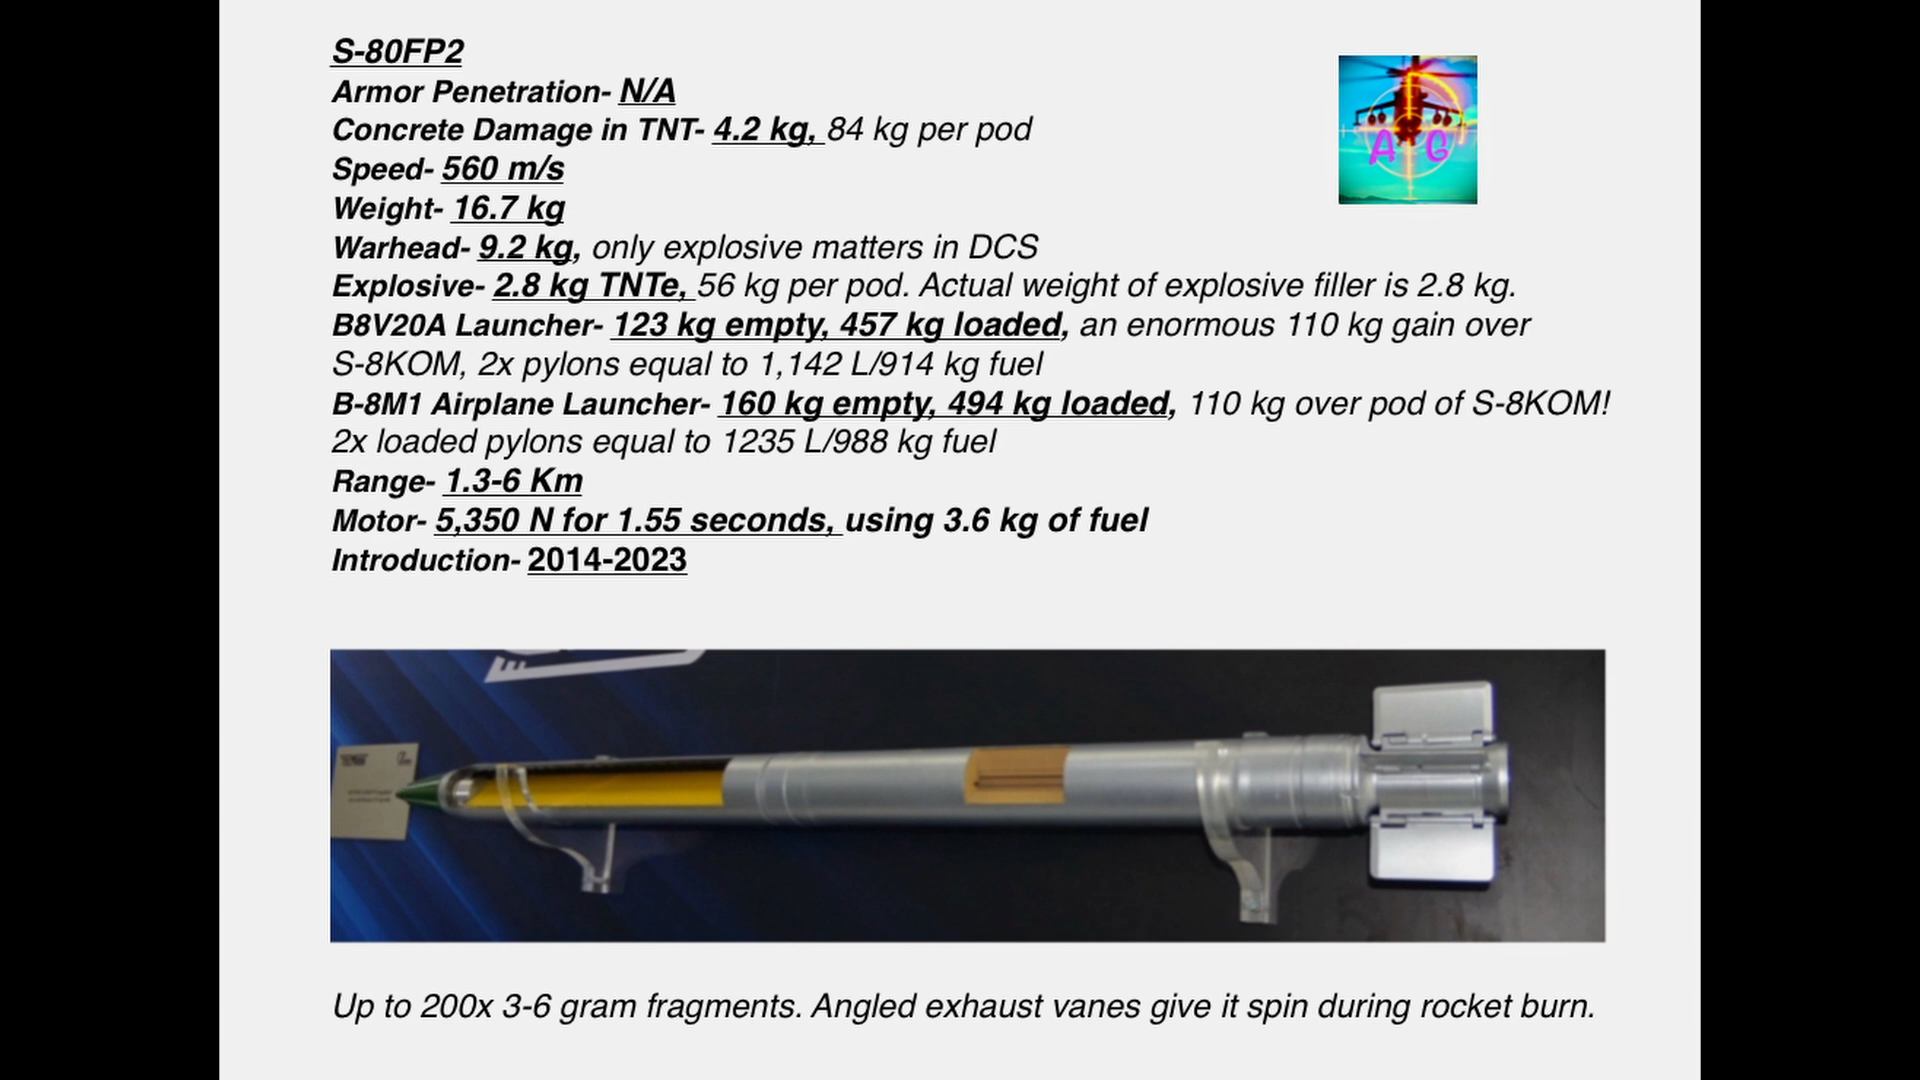 S-80FP2
Armor Penetration- N/A
Concrete Damage in TNT- 4.2 kg, 84 kg per pod
Speed- 560 m/s
Weight- 16.7 kg
Warhead- 9.2 kg, only explosive matters in DCS
Explosive- 2.8 kg TNTe, 56 kg per pod. Actual weight of explosive filler is 2.8 kg.
B8V20A Launcher- 123 kg empty, 457 kg loaded, an enormous 110 kg gain over
S-8KOM, 2x pylons equal to 1,142 L/914 kg fuel
B-8M1 Airplane Launcher- 160 kg empty, 494 kg loaded, 110 kg over pod of S-8KOM!
2x loaded pylons equal to 1235 L/988 kg fuel
Range- 1.3-6 Km
Motor- 5,350 N for 1.55 seconds, using 3.6 kg of fuel
Introduction- 2014-2023
A G
Up to 200x 3-6 gram fragments. Angled exhaust vanes give it spin during rocket burn.